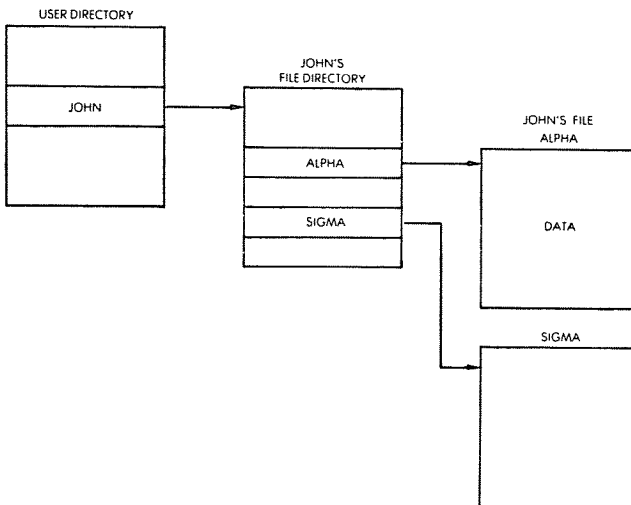 USER DIRECTORY
JOHN
JOHN'S
FILE DIRECTORY
ALPHA
SIGMA
JOHN'S FILE
ALPHA
DATA
SIGMA